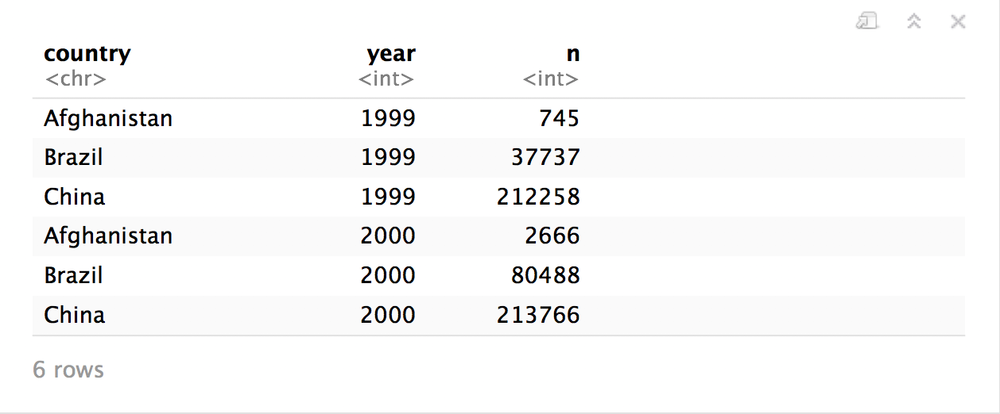 country year n
<chr> <int> <int>
Afghanistan 1999 745
Brazil 1999 37737
China 1999 212258
Afghanistan 2000 2666
Brazil 2000 80488
China 2000 213766
6 rows